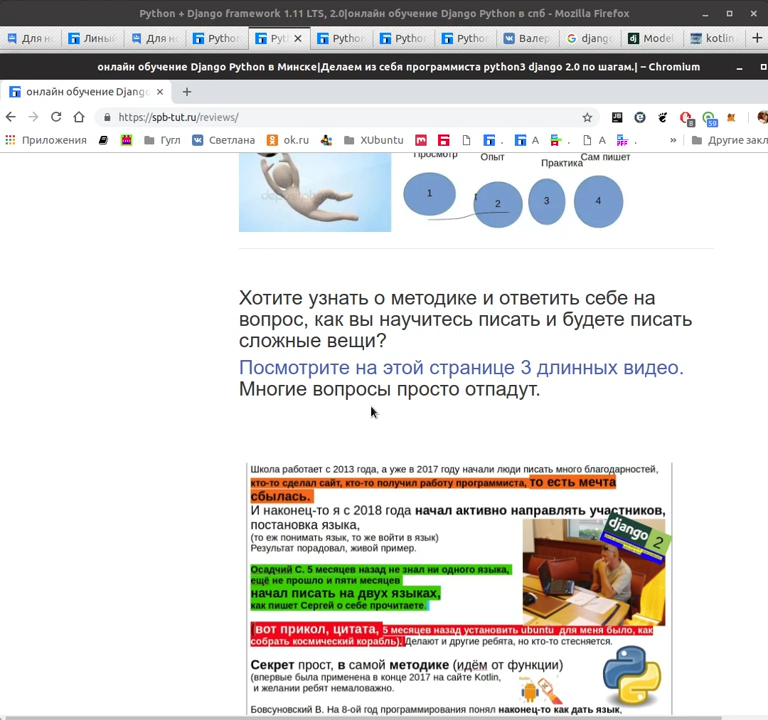 Python + Django framework 1.11 LTS, 2.0|онлайн обучение Django Python в спб - Mozilla Firefox
Для но Линый Для но Python Pyt Python Python Python Валер django Model kotlin
онлайн обучение Django Python в Минске|Делаем из себя программиста python3 django 2.0 по шагам.| – Chromium
онлайн обучение Django
https://spb-tut.ru/reviews/
Приложения Гугл Светлана ok.ru XUbuntu . А А . » Другие закл
Просмотр Опыт Практика Сам пишет
1 2 3 4
Хотите узнать о методике и ответить себе на
вопрос, как вы научитесь писать и будете писать
сложные вещи?
Посмотрите на этой странице 3 длинных видео.
Многие вопросы просто отпадут.
Школа работает с 2013 года, а уже в 2017 году начали люди писать много благодарностей,
кто-то сделал сайт, кто-то получил работу программиста, то есть мечта
сбылась.
И наконец-то я с 2018 года начал активно направлять участников,
постановка языка,
(то еж понимать язык, то же войти в язык)
Результат порадовал, живой пример.
django 2
Осадчий С. 5 месяцев назад не знал ни одного языка,
ещё не прошло и пяти месяцев
начал писать на двух языках,
как пишет Сергей о себе прочитаете.
вот прикол, цитата, 5 месяцев назад установить ubuntu для меня было, как
собрать космический корабль). Делают и другие ребята, но кто-то стесняется.
Секрет прост, в самой методике (идём от функции)
(впервые была применена в конце 2017 на сайте Kotlin,
и желании ребят немаловажно.
Бовсуновский В. На 8-ой год программирования понял наконец-то как дать язык,